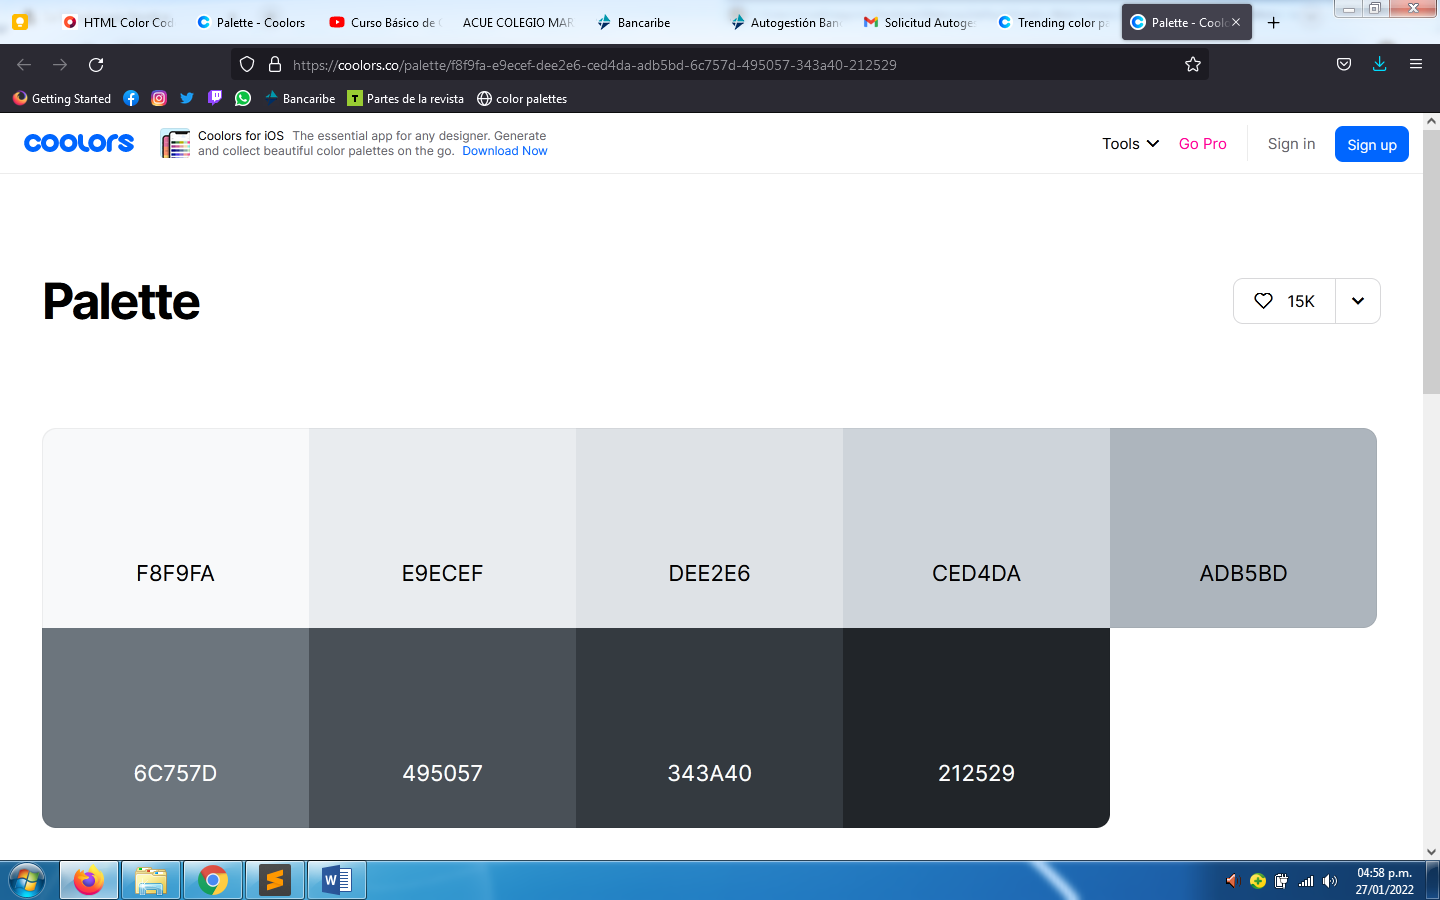 HTML Color Cod
Palette - Coolors
Curso Básico de
ACUE COLEGIO MAR
Bancaribe
Autogestión Ban
Solicitud Autoges
Trending color pa
Palette - Coolo
https://coolors.co/palette/f8f9fa-e9ecef-dee2e6-ced4da-adb5bd-6c757d-495057-343a40-212529
Getting Started
Bancaribe
T
Partes de la revista
color palettes
coolors
Coolors for iOS The essential app for any designer. Generate
and collect beautiful color palettes on the go. Download Now
Tools
Go Pro
Sign in
Sign up
Palette
15K
F8F9FA
E9ECEF
DEE2E6
CED4DA
ADB5BD
6C757D
495057
343A40
212529
04:58 p.m.
27/01/2022